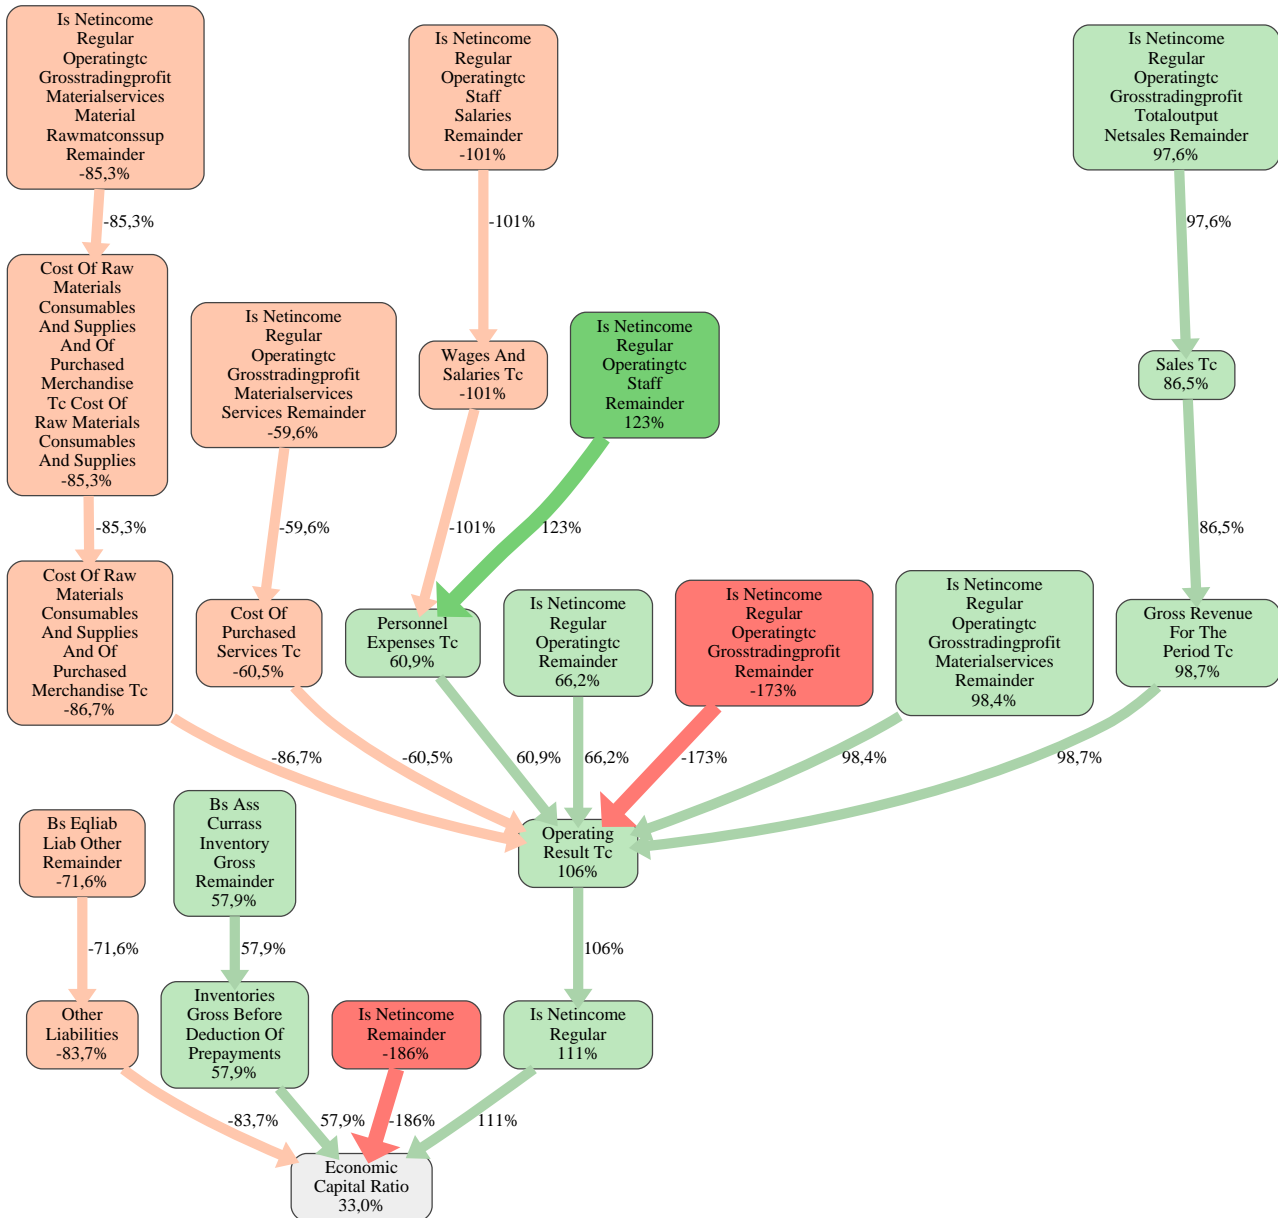 Is Netincome
Regular
Operatingtc
Grosstradingprofit
Materialservices
Material
Rawmatconssup
Remainder
-85,3%
Is Netincome
Regular
Operatingtc
Staff
Salaries
Remainder
-101%
Is Netincome
Regular
Operatingtc
Grosstradingprofit
Totaloutput
Netsales Remainder
97,6%
-85,3%
-101%
97,6%
Cost Of Raw
Materials
Consumables
And Supplies
And Of
Purchased
Merchandise
Tc Cost Of
Raw Materials
Consumables
And Supplies
-85,3%
Is Netincome
Regular
Operatingtc
Grosstradingprofit
Materialservices
Services Remainder
-59,6%
Wages And
Salaries Tc
-101%
Is Netincome
Regular
Operatingtc
Staff
Remainder
123%
Sales Tc
86,5%
-85,3%
-59,6%
-101%
123%
86,5%
Cost Of Raw
Materials
Consumables
And Supplies
And Of
Purchased
Merchandise Tc
-86,7%
Cost Of
Purchased
Services Tc
-60,5%
Personnel
Expenses Tc
60,9%
Is Netincome
Regular
Operatingtc
Remainder
66,2%
Is Netincome
Regular
Operatingtc
Grosstradingprofit
Remainder
-173%
Is Netincome
Regular
Operatingtc
Grosstradingprofit
Materialservices
Remainder
98,4%
Gross Revenue
For The
Period Tc
98,7%
-86,7%
-60,5%
60,9%
66,2%
-173%
98,4%
98,7%
Bs Eqliab
Liab Other
Remainder
-71,6%
Bs Ass
Currass
Inventory
Gross
Remainder
57,9%
Operating
Result Tc
106%
-71,6%
57,9%
106%
Other
Liabilities
-83,7%
Inventories
Gross Before
Deduction Of
Prepayments
57,9%
Is Netincome
Remainder
-186%
Is Netincome
Regular
111%
-83,7%
57,9%
-186%
111%
Economic
Capital Ratio
33,0%